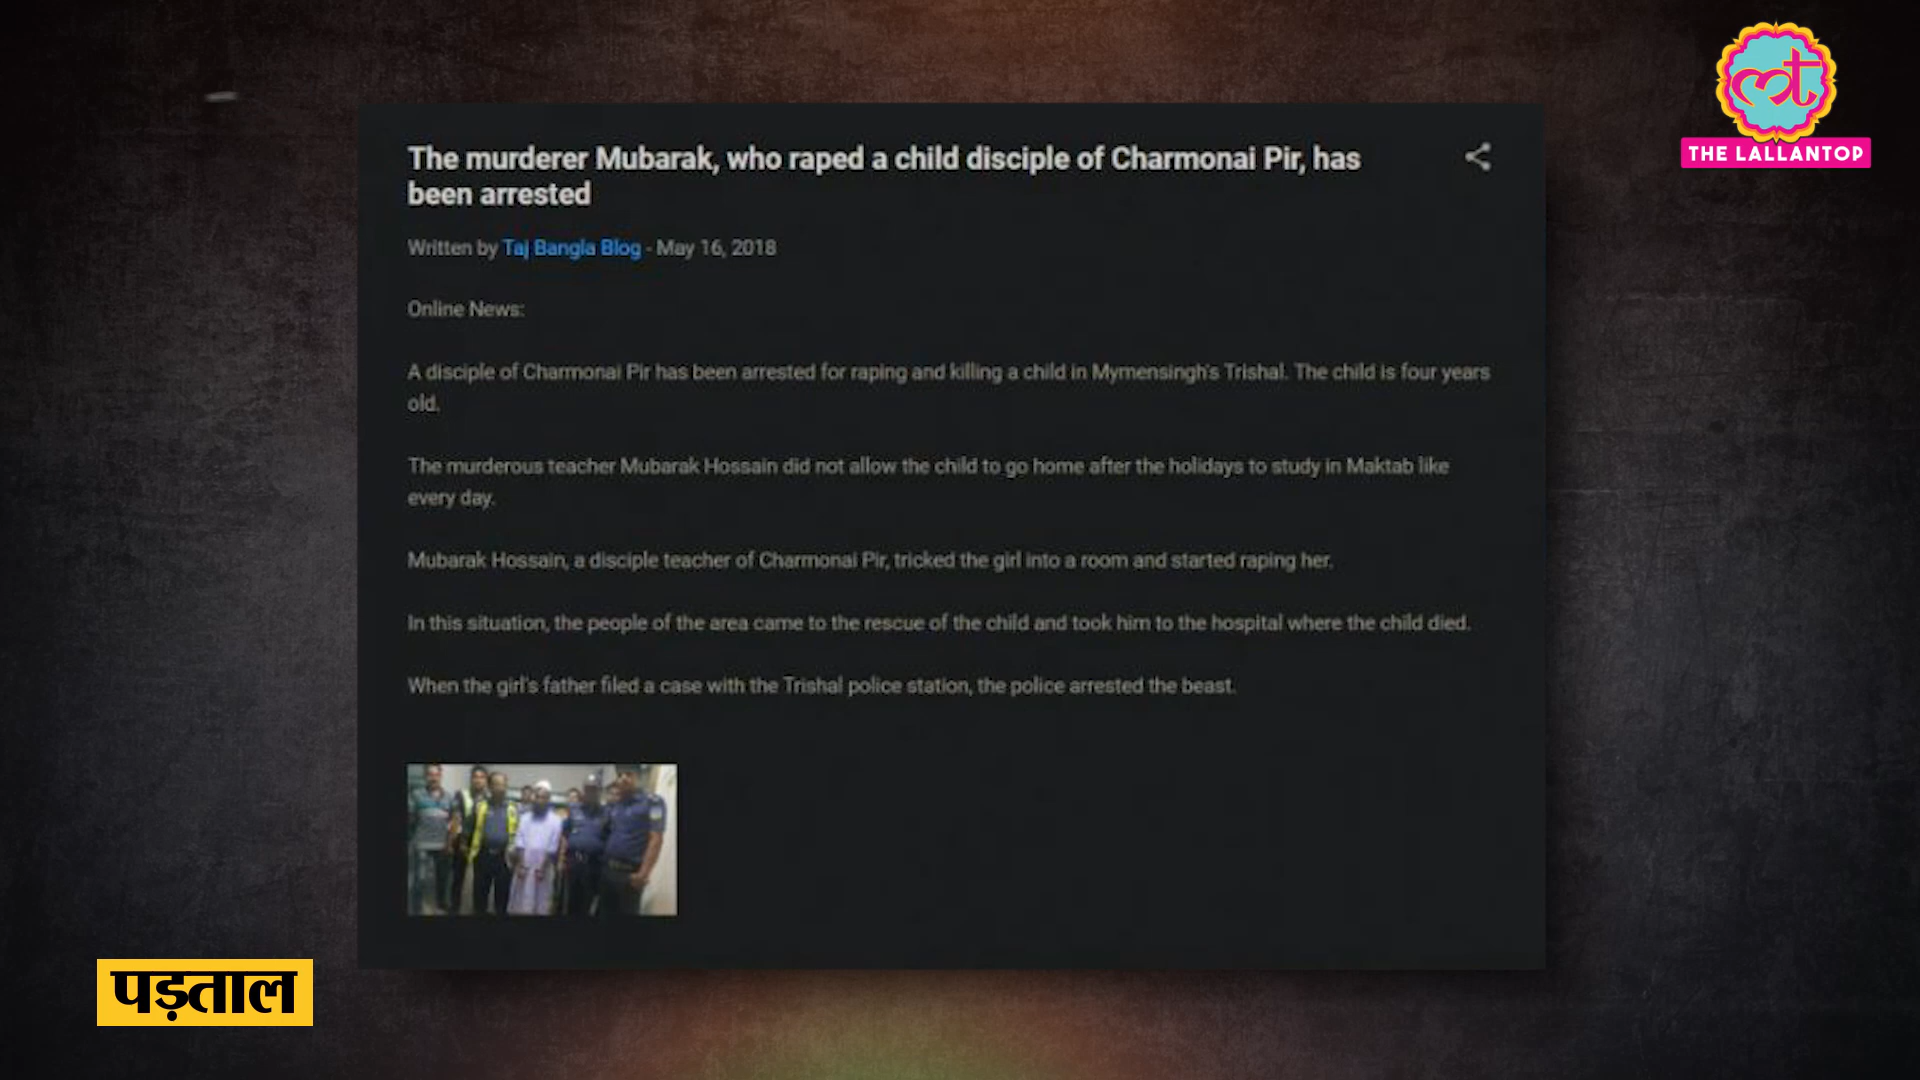 The murderer Mubarak, who raped a child disciple of Charmonai Pir, has
been arrested
Written by Taj Bangla Blog - May 16, 2018
Online News:
A disciple of Charmonai Pir has been arrested for raping and killing a child in Mymensingh's Trishal. The child is four years
old.
The murderous teacher Mubarak Hossain did not allow the child to go home after the holidays to study in Maktab like
every day.
Mubarak Hossain, a disciple teacher of Charmonai Pir, tricked the girl into a room and started raping her.
In this situation, the people of the area came to the rescue of the child and took him to the hospital where the child died.
When the girl's father filed a case with the Trishal police station, the police arrested the beast.
लт
THE LALLANTOP
पड़ताल